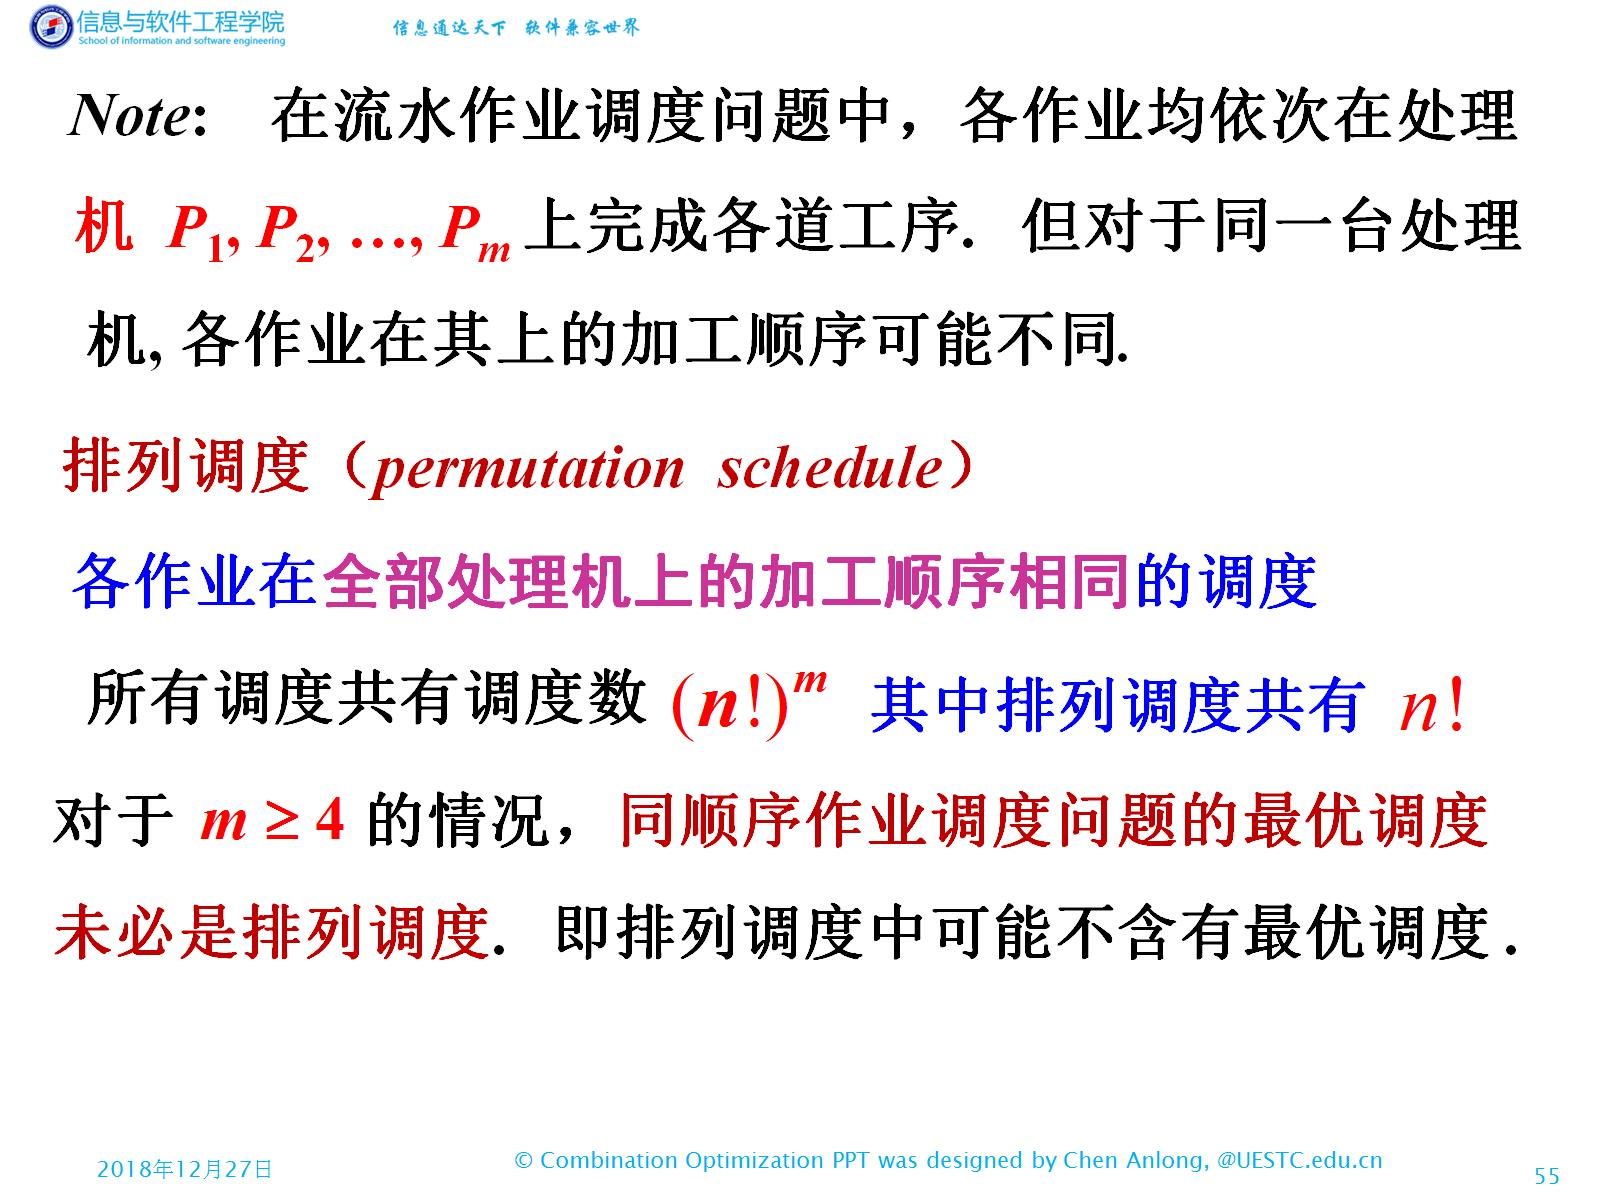 信息与软件工程学院 信息通达天下 软件兼容世界
School of information and software engineering
Note: 在流水作业调度问题中，各作业均依次在处理
机 P1, P2, …, Pm 上完成各道工序. 但对于同一台处理
机, 各作业在其上的加工顺序可能不同.
排列调度（permutation schedule）
各作业在全部处理机上的加工顺序相同的调度
所有调度共有调度数 (n!)^m 其中排列调度共有 n!
对于 m ≥ 4 的情况，同顺序作业调度问题的最优调度
未必是排列调度. 即排列调度中可能不含有最优调度 .
2018年12月27日 © Combination Optimization PPT was designed by Chen Anlong, @UESTC.edu.cn 55